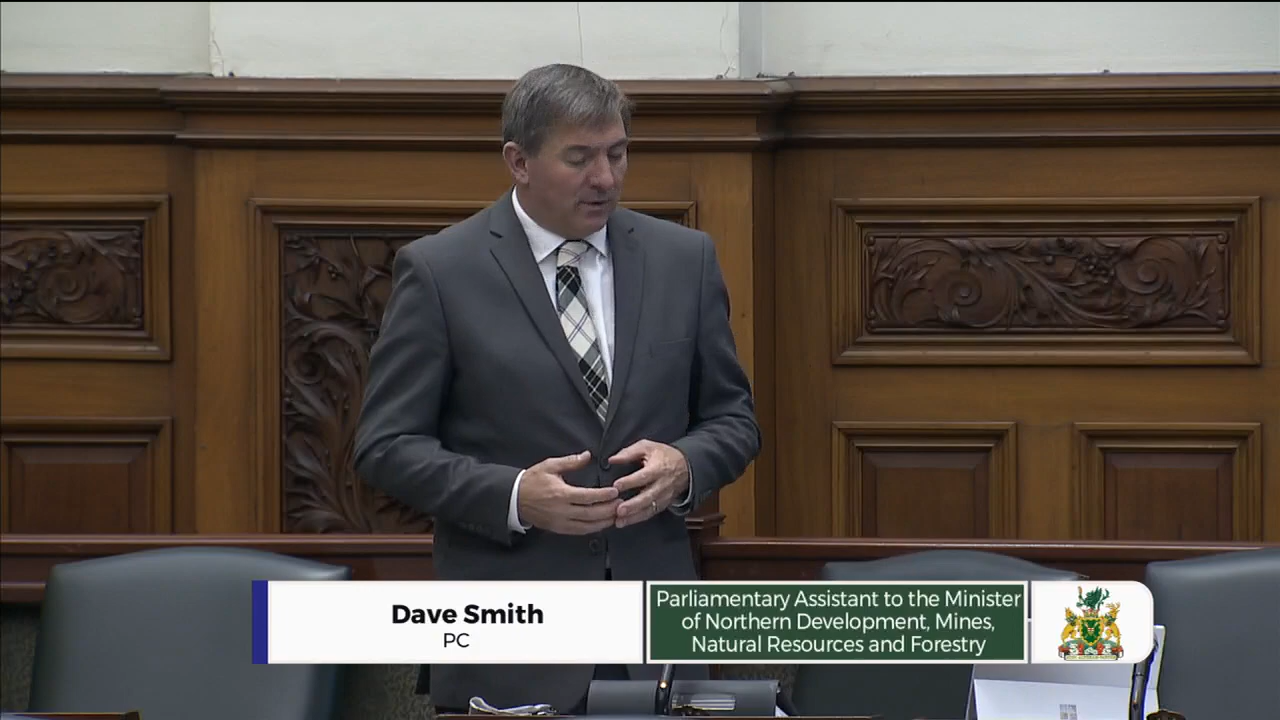 Dave Smith
PC
Parliamentary Assistant to the Minister
of Northern Development, Mines,
Natural Resources and Forestry